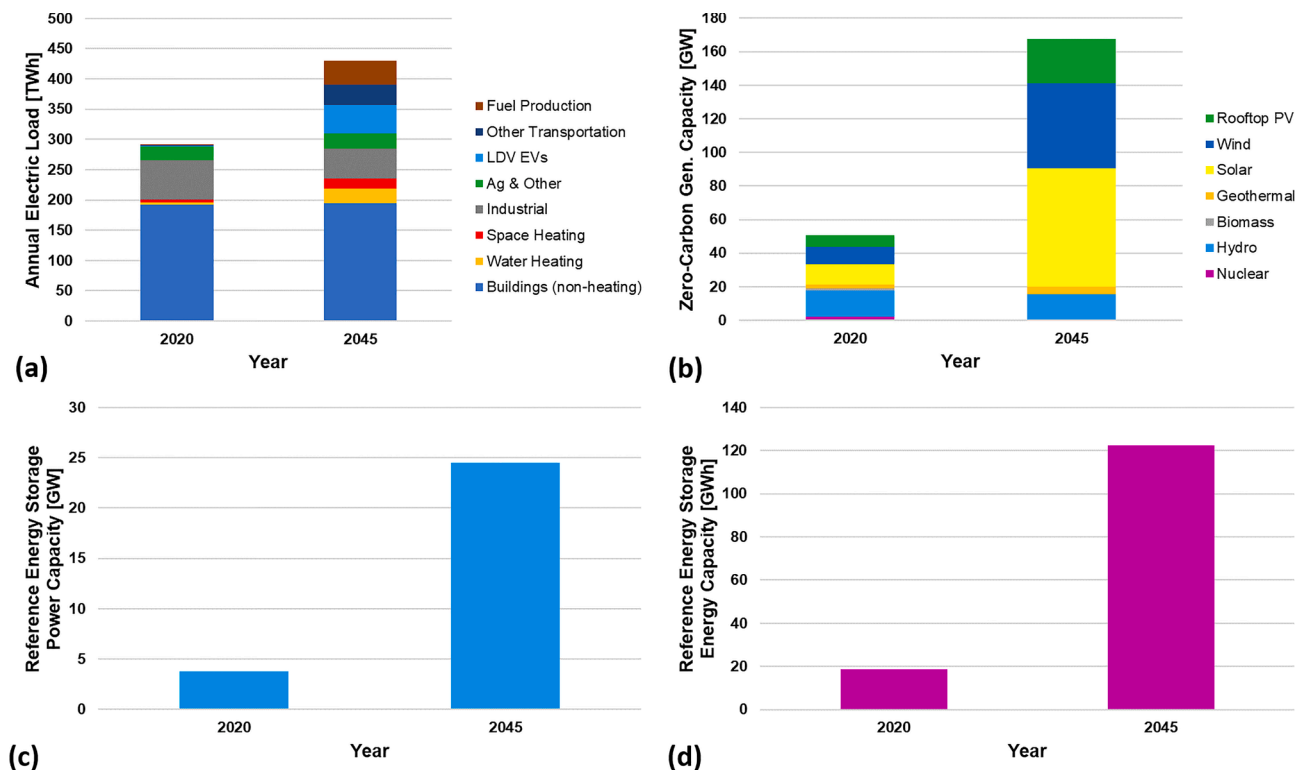 500
450
400
350
300
250
200
150
100
50
0
Annual Electric Load [TWh]
2020
2045
Year
Fuel Production
Other Transportation
LDV EVs
Ag & Other
Industrial
Space Heating
Water Heating
Buildings (non-heating)
(a)
180
160
140
120
100
80
60
40
20
0
Zero-Carbon Gen. Capacity [GW]
2020
2045
Year
Rooftop PV
Wind
Solar
Geothermal
Biomass
Hydro
Nuclear
(b)
30
25
20
15
10
5
0
Reference Energy Storage
Power Capacity [GW]
2020
2045
Year
(c)
140
120
100
80
60
40
20
0
Reference Energy Storage
Energy Capacity [GWh]
2020
2045
Year
(d)